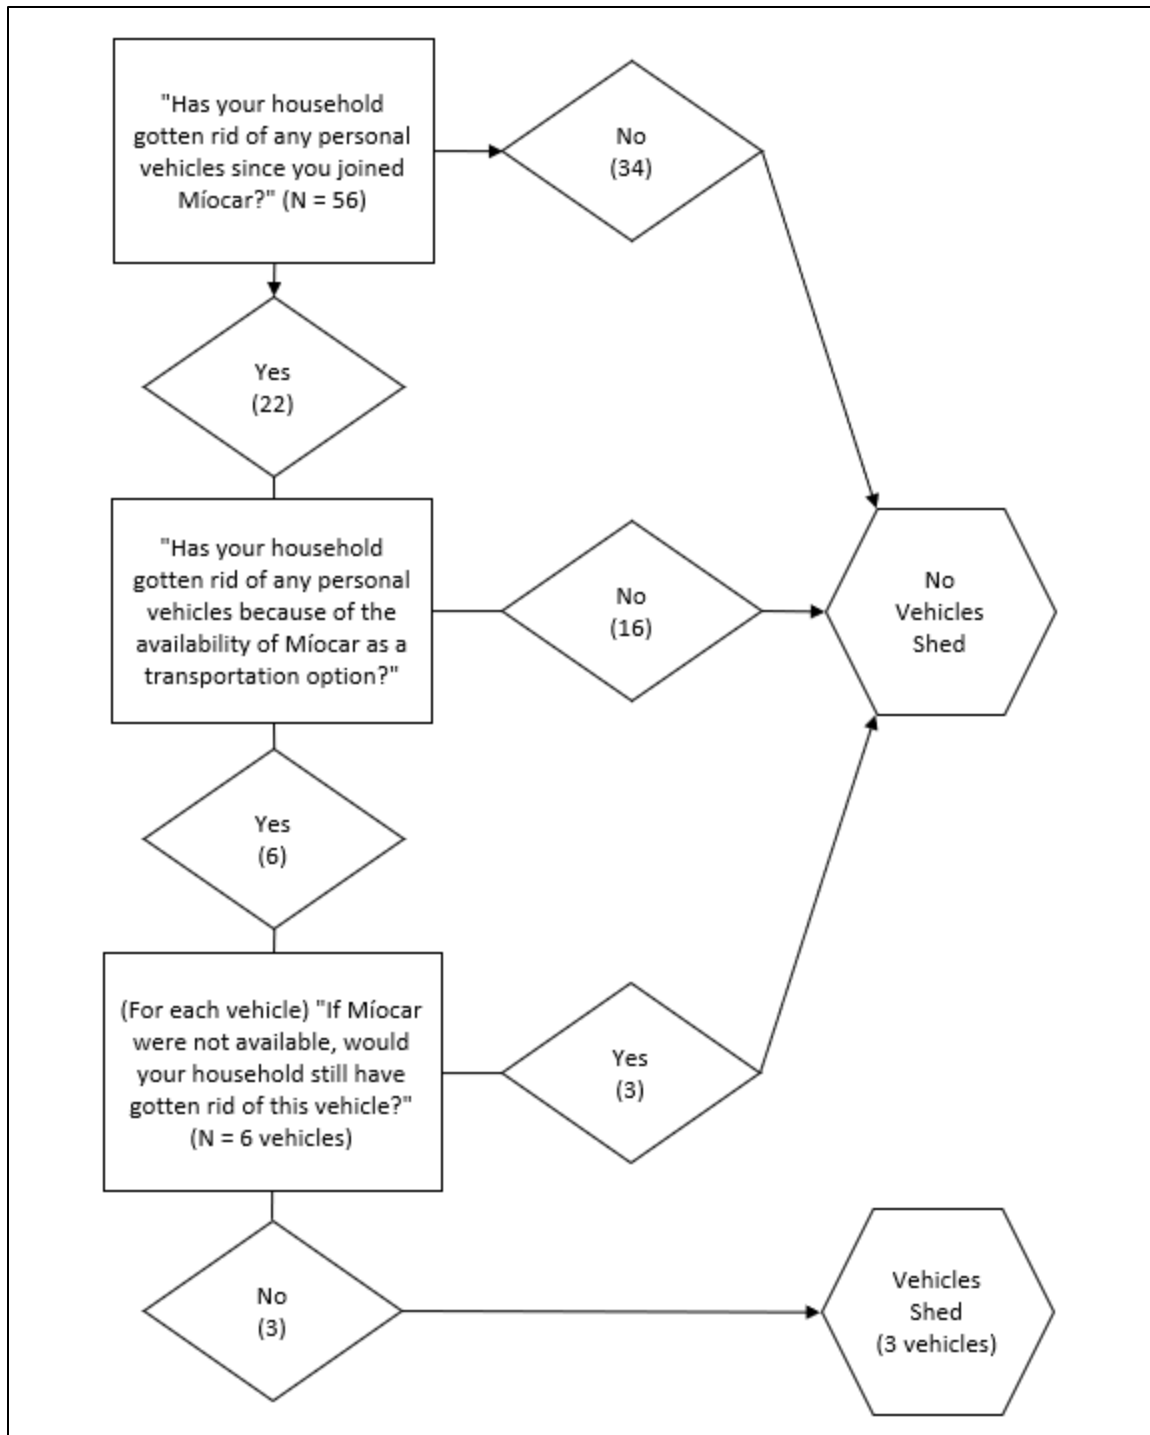 "Has your household
gotten rid of any personal
vehicles since you joined
Míocar?" (N = 56)
No
(34)
Yes
(22)
"Has your household
gotten rid of any personal
vehicles because of the
availability of Míocar as a
transportation option?"
No
(16)
No
Vehicles
Shed
Yes
(6)
(For each vehicle) "If Míocar
were not available, would
your household still have
gotten rid of this vehicle?"
(N = 6 vehicles)
Yes
(3)
No
(3)
Vehicles
Shed
(3 vehicles)